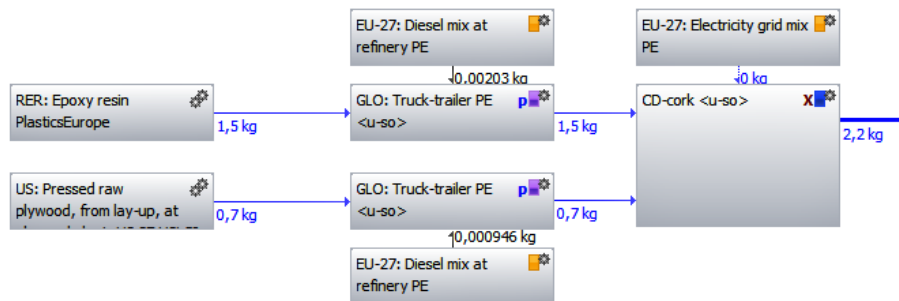 EU-27: Diesel mix at
refinery PE
EU-27: Electricity grid mix
PE
0,00203 kg
0 kg
RER: Epoxy resin
PlasticsEurope
1,5 kg
GLO: Truck-trailer PE
<u-so>
p
1,5 kg
CD-cork <u-so>
X
2,2 kg
US: Pressed raw
plywood, from lay-up, at
0,7 kg
GLO: Truck-trailer PE
<u-so>
p
0,7 kg
0,000946 kg
EU-27: Diesel mix at
refinery PE